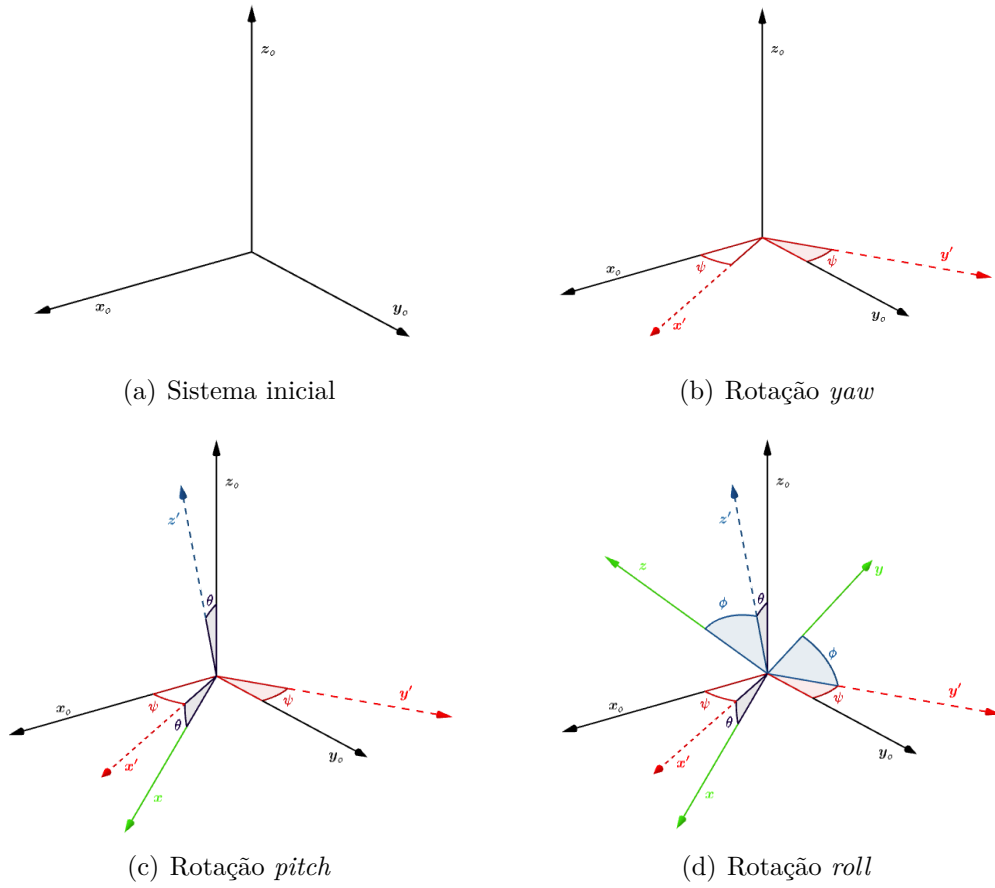 z₀
x₀
y₀
(a) Sistema inicial
z₀
ψ
ψ
y′
x₀
x′
y₀
(b) Rotação yaw
z₀
z′
θ
ψ
ψ
y′
x₀
θ
y₀
x′
x
(c) Rotação pitch
z₀
z′
z
y
θ
ϕ
ϕ
ψ
ψ
y′
x₀
θ
y₀
x′
x
(d) Rotação roll